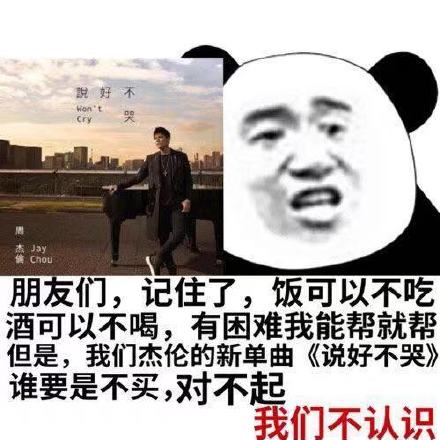 說好不哭
Won't
Cry
周杰倫
Jay
Chou
朋友们，记住了，饭可以不吃
酒可以不喝，有困难我能帮就帮
但是，我们杰伦的新单曲《说好不哭》
谁要是不买，对不起
我们不认识